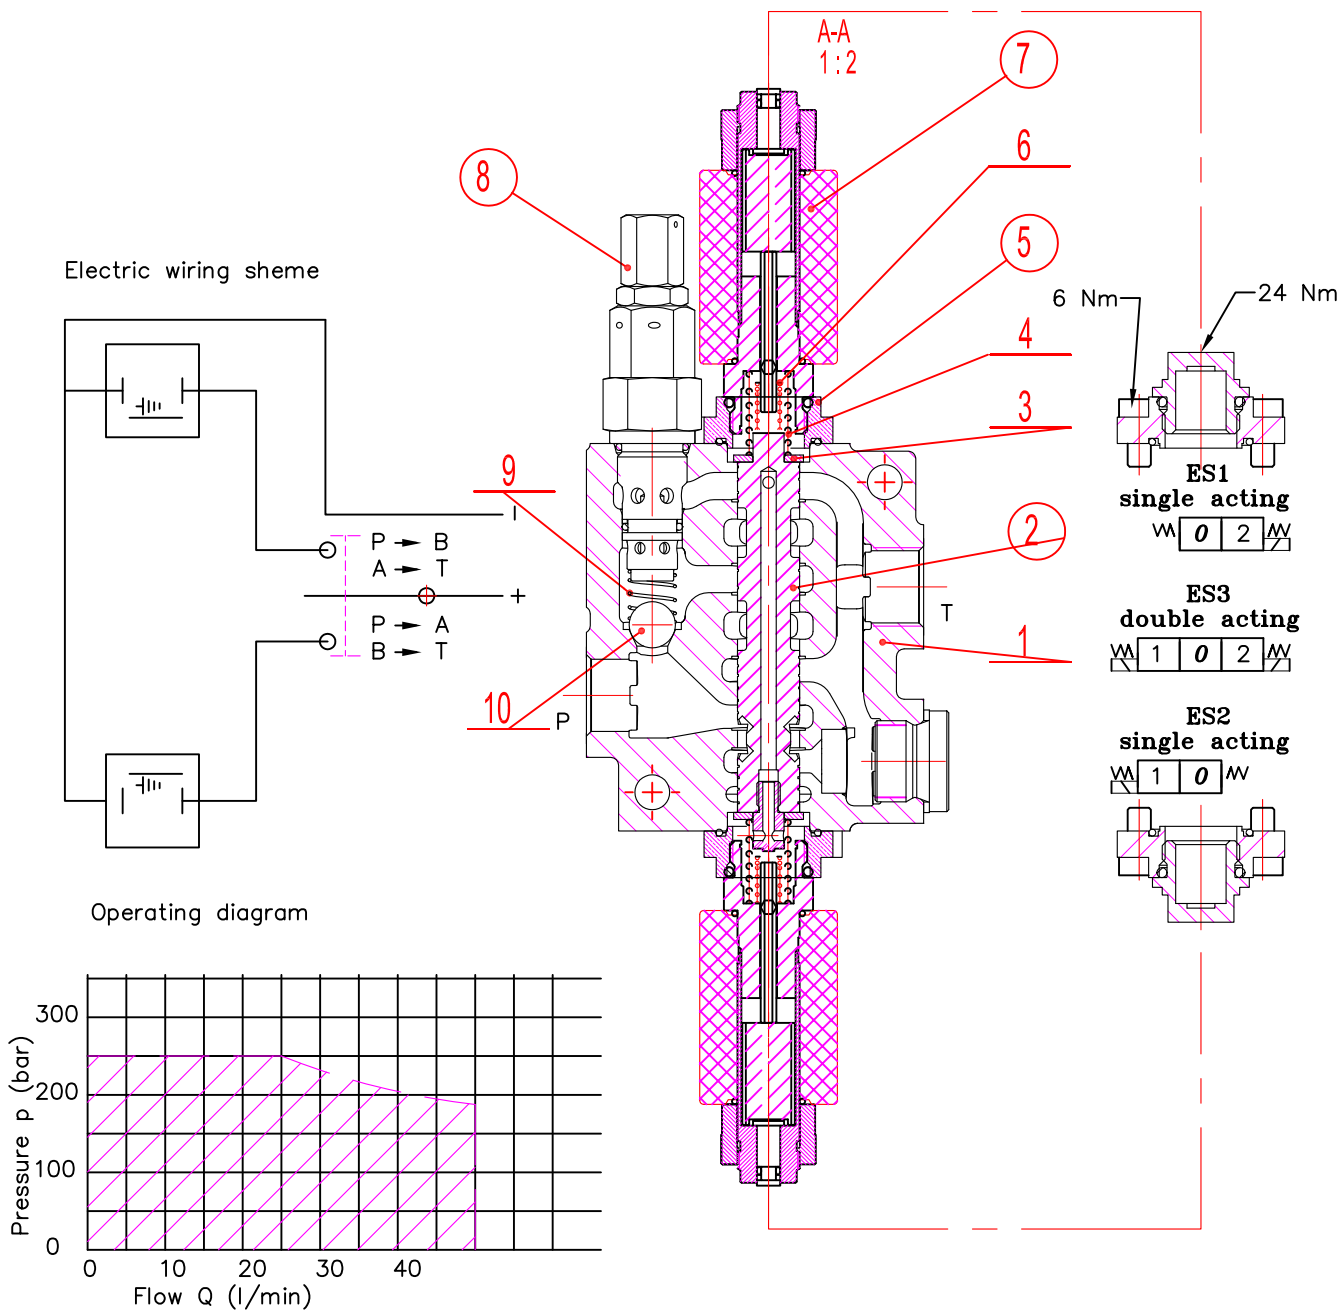 A-A
1:2
7
6
8
5
Electric wiring sheme
6 Nm
24 Nm
4
3
ES1
single acting
0 2
9
2
-
P → B
A → T
+
P → A
B → T
T
ES3
double acting
1 0 2
1
10
P
ES2
single acting
1 0
Operating diagram
300
200
100
0
Pressure p (bar)
0 10 20 30 40
Flow Q (l/min)